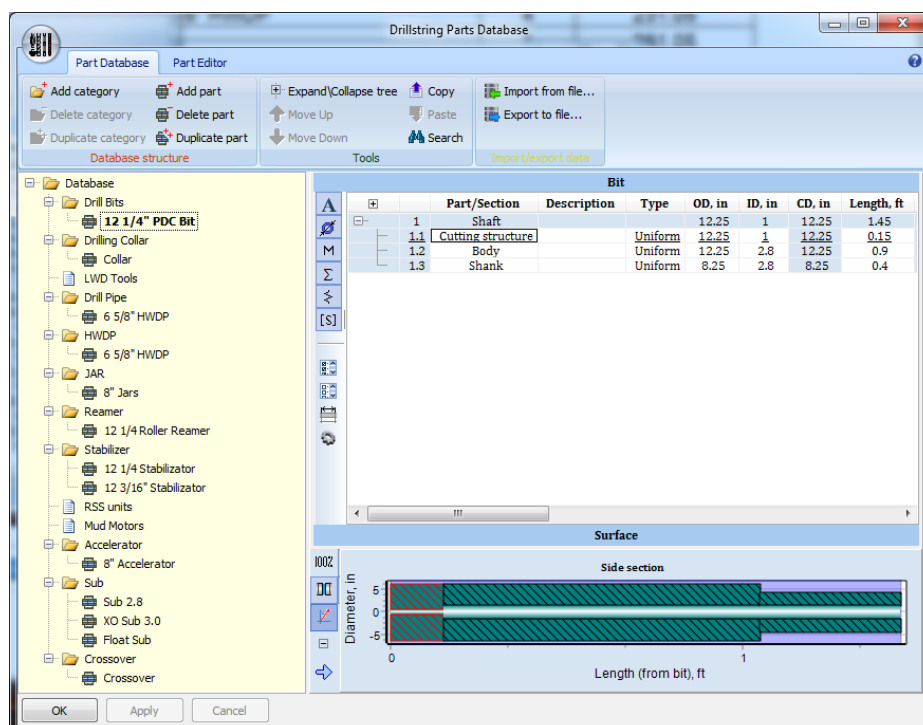 Drillstring Parts Database
Part Database Part Editor
Add category Add part Expand\Collapse tree Copy Import from file...
Delete category Delete part Move Up Paste Export to file...
Duplicate category Duplicate part Move Down Search
Database structure Tools Import/export data
Database
Drill Bits
12 1/4" PDC Bit
Drilling Collar
Collar
LWD Tools
Drill Pipe
6 5/8" HWDP
HWDP
6 5/8" HWDP
JAR
8" Jars
Reamer
12 1/4 Roller Reamer
Stabilizer
12 1/4 Stabilizator
12 3/16" Stabilizator
RSS units
Mud Motors
Accelerator
8" Accelerator
Sub
Sub 2.8
XO Sub 3.0
Float Sub
Crossover
Crossover
Bit
Part/Section Description Type OD, in ID, in CD, in Length, ft
1 Shaft 12.25 1 12.25 1.45
1.1 Cutting structure Uniform 12.25 1 12.25 0.15
1.2 Body Uniform 12.25 2.8 12.25 0.9
1.3 Shank Uniform 8.25 2.8 8.25 0.4
A
M
Σ
[S]
Surface
100%
Side section
Diameter, in
5
0
-5
0 1
Length (from bit), ft
OK Apply Cancel